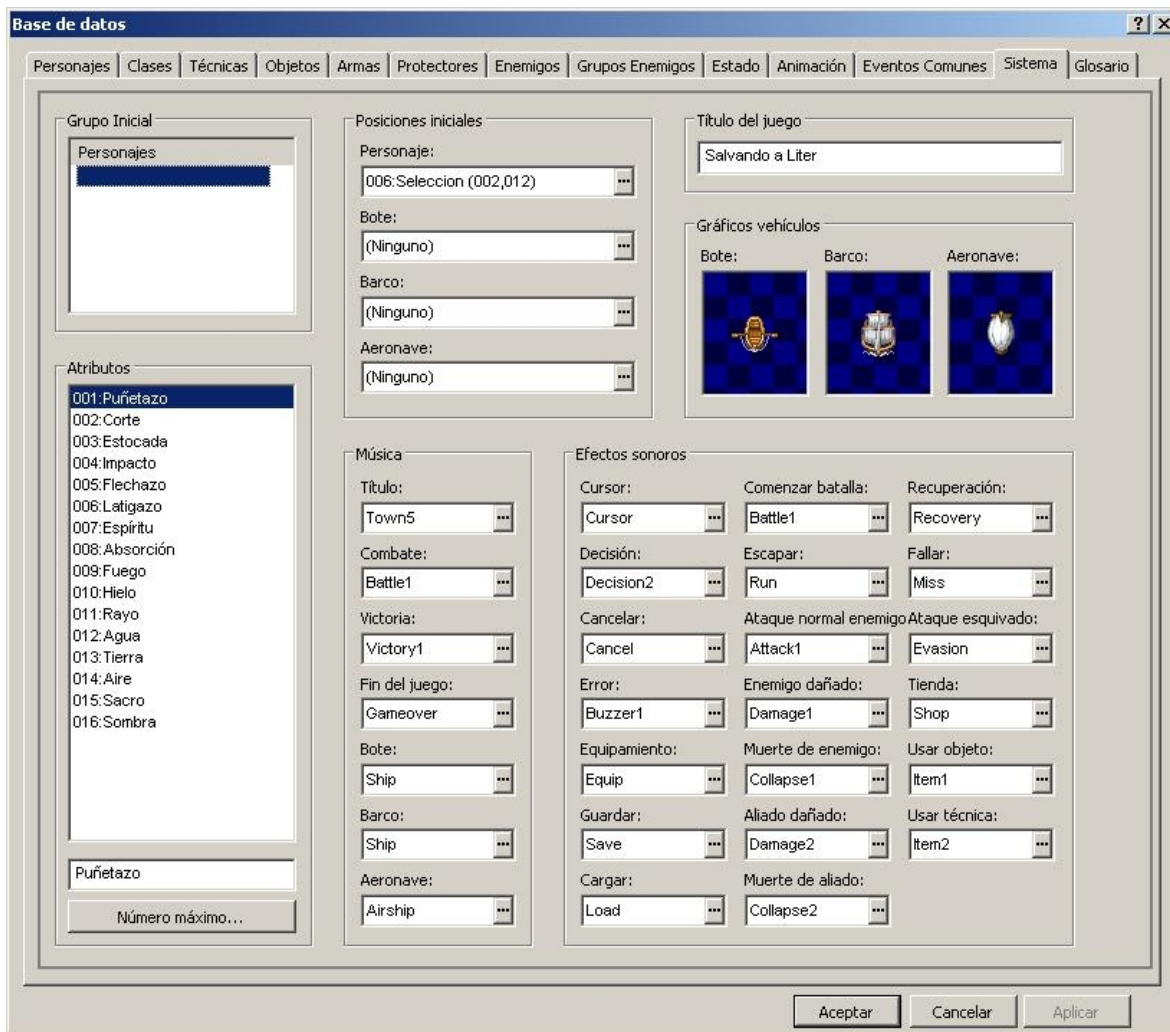 Base de datos
Personajes Clases Técnicas Objetos Armas Protectores Enemigos Grupos Enemigos Estado Animación Eventos Comunes Sistema Glosario
Grupo Inicial
Personajes
Posiciones iniciales
Personaje:
006:Seleccion (002,012)
Bote:
(Ninguno)
Barco:
(Ninguno)
Aeronave:
(Ninguno)
Título del juego
Salvando a Liter
Gráficos vehículos
Bote: Barco: Aeronave:
Atributos
001:Puñetazo
002:Corte
003:Estocada
004:Impacto
005:Flechazo
006:Latigazo
007:Espíritu
008:Absorción
009:Fuego
010:Hielo
011:Rayo
012:Agua
013:Tierra
014:Aire
015:Sacro
016:Sombra
Puñetazo
Número máximo...
Música
Título:
Town5
Combate:
Battle1
Victoria:
Victory1
Fin del juego:
Gameover
Bote:
Ship
Barco:
Ship
Aeronave:
Airship
Efectos sonoros
Cursor: Comenzar batalla: Recuperación:
Cursor Battle1 Recovery
Decisión: Escapar: Fallar:
Decision2 Run Miss
Cancelar: Ataque normal enemigo Ataque esquivado:
Cancel Attack1 Evasion
Error: Enemigo dañado: Tienda:
Buzzer1 Damage1 Shop
Equipamiento: Muerte de enemigo: Usar objeto:
Equip Collapse1 Item1
Guardar: Aliado dañado: Usar técnica:
Save Damage2 Item2
Cargar: Muerte de aliado:
Load Collapse2
Aceptar Cancelar Aplicar